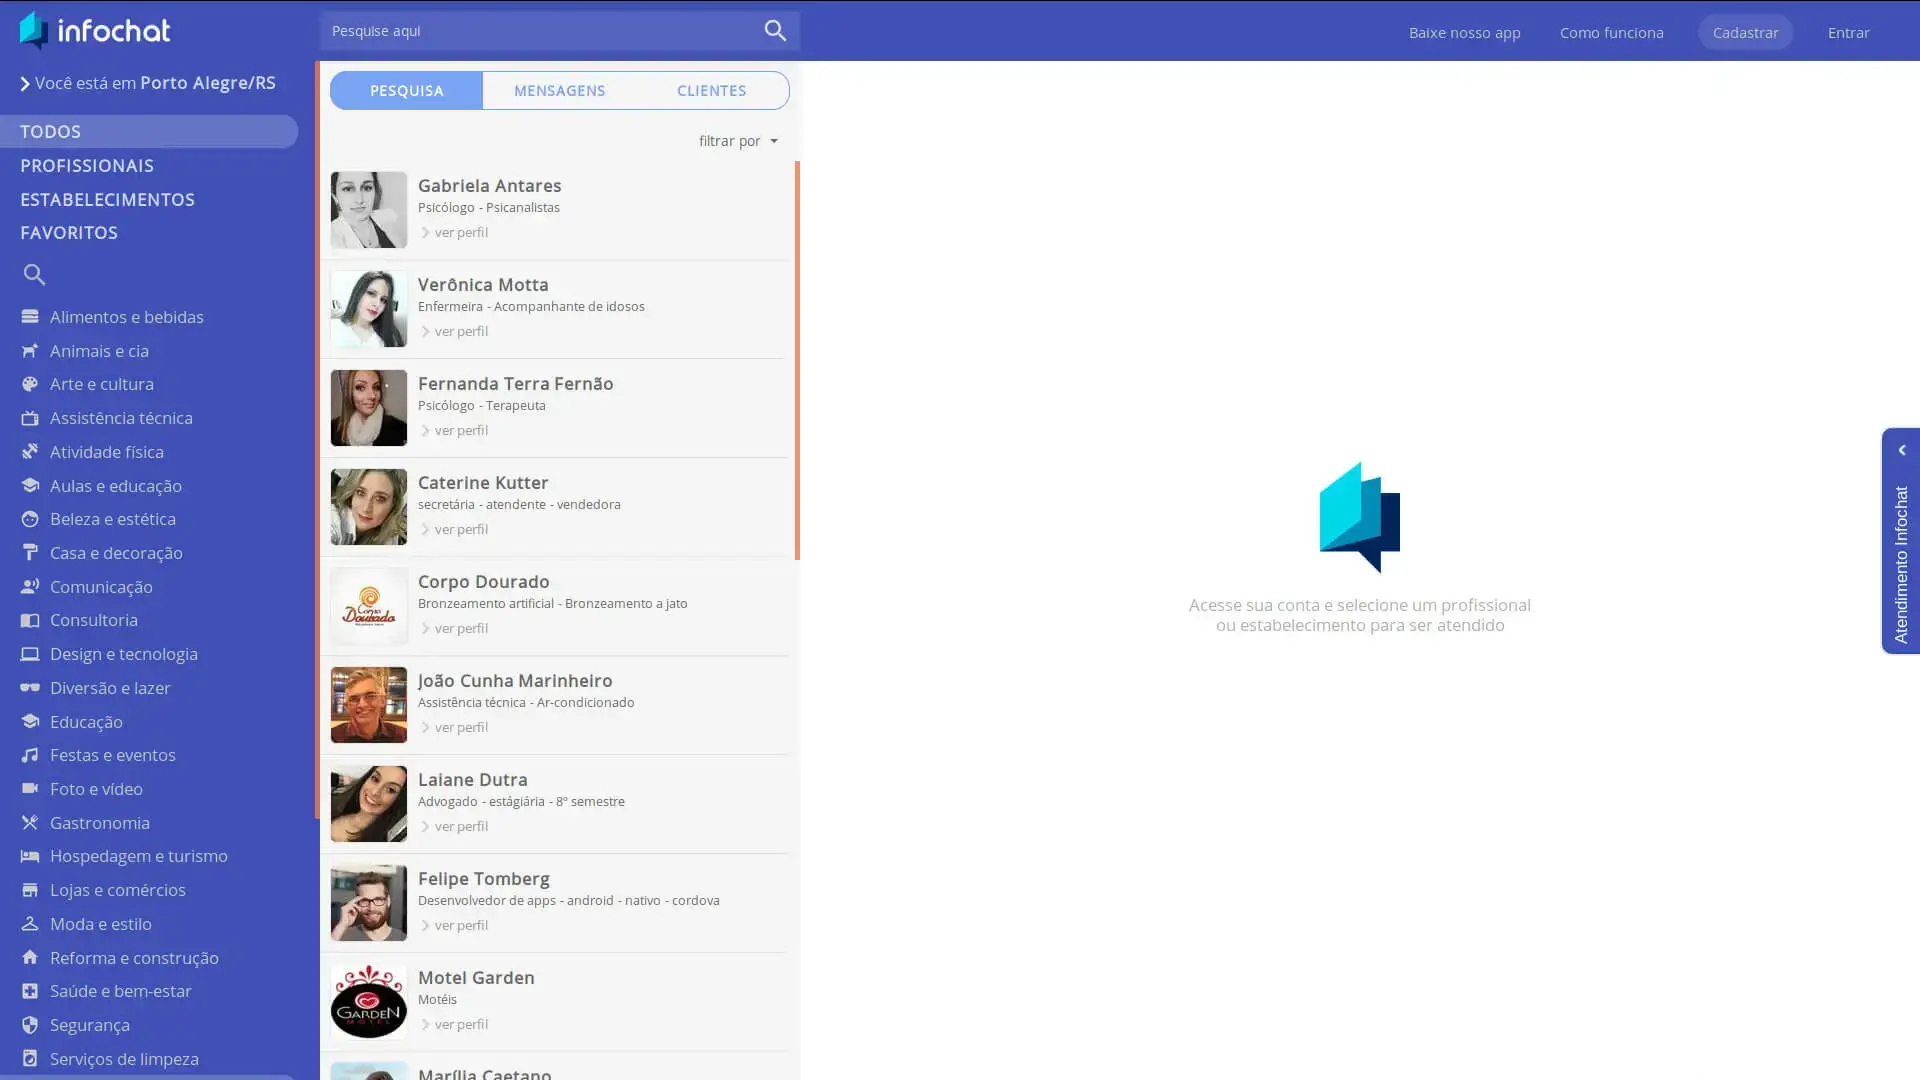 infochat
Pesquise aqui
Baixe nosso app
Como funciona
Cadastrar
Entrar
Você está em Porto Alegre/RS
TODOS
PROFISSIONAIS
ESTABELECIMENTOS
FAVORITOS
Alimentos e bebidas
Animais e cia
Arte e cultura
Assistência técnica
Atividade física
Aulas e educação
Beleza e estética
Casa e decoração
Comunicação
Consultoria
Design e tecnologia
Diversão e lazer
Educação
Festas e eventos
Foto e vídeo
Gastronomia
Hospedagem e turismo
Lojas e comércios
Moda e estilo
Reforma e construção
Saúde e bem-estar
Segurança
Serviços de limpeza
PESQUISA
MENSAGENS
CLIENTES
filtrar por
Gabriela Antares
Psicólogo - Psicanalistas
ver perfil
Verônica Motta
Enfermeira - Acompanhante de idosos
ver perfil
Fernanda Terra Fernão
Psicólogo - Terapeuta
ver perfil
Caterine Kutter
secretária - atendente - vendedora
ver perfil
Corpo Dourado
Corpo
Dourado
Bronzeamento artificial - Bronzeamento a jato
ver perfil
João Cunha Marinheiro
Assistência técnica - Ar-condicionado
ver perfil
Laiane Dutra
Advogado - estágiária - 8º semestre
ver perfil
Felipe Tomberg
Desenvolvedor de apps - android - nativo - cordova
ver perfil
Motel Garden
GARDEN
MOTEL
Motéis
ver perfil
Marília Caetano
Acesse sua conta e selecione um profissional
ou estabelecimento para ser atendido
Atendimento Infochat